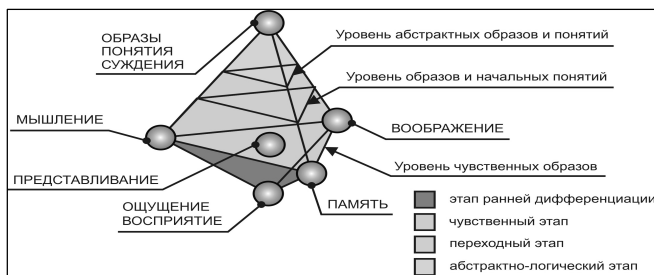 ОБРАЗЫ
ПОНЯТИЯ
СУЖДЕНИЯ
Уровень абстрактных образов и понятий
Уровень образов и начальных понятий
МЫШЛЕНИЕ
ВООБРАЖЕНИЕ
Уровень чувственных образов
ПРЕДСТАВЛИВАНИЕ
ОЩУЩЕНИЕ
ВОСПРИЯТИЕ
ПАМЯТЬ
этап ранней дифференциации
чувственный этап
переходный этап
абстрактно-логический этап